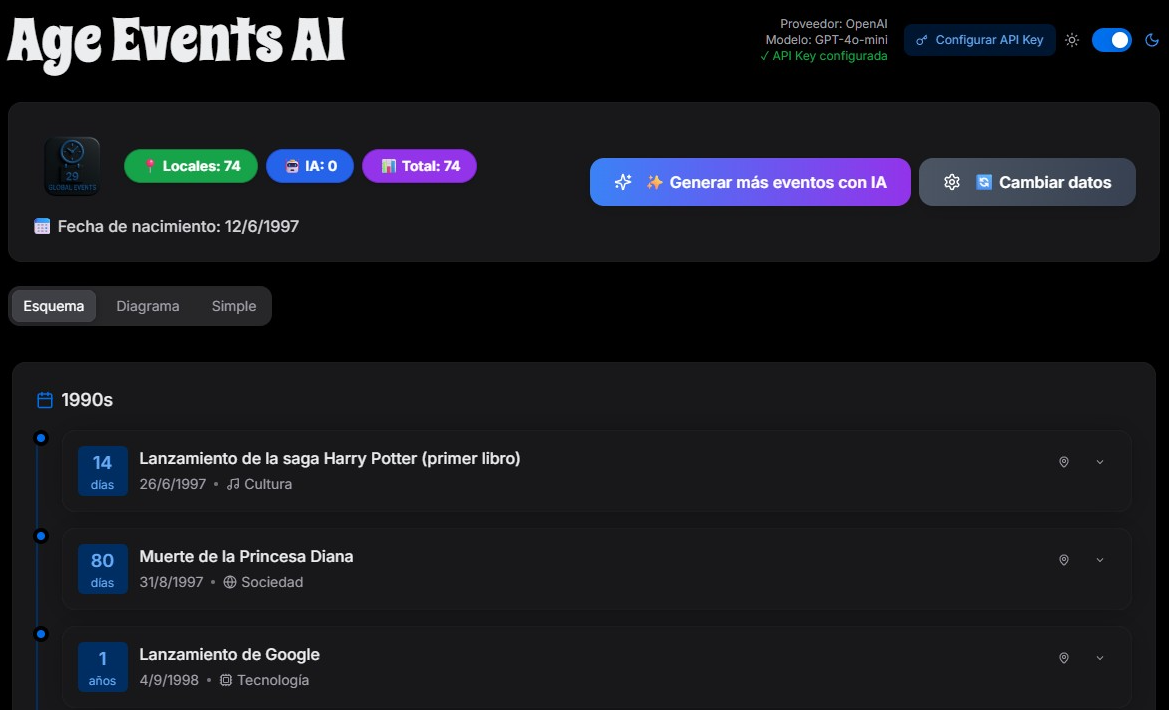 Age Events AI
Proveedor: OpenAI
Modelo: GPT-4o-mini
✓ API Key configurada
Configurar API Key
29
GLOBAL EVENTS
📍 Locales: 74
🤖 IA: 0
📊 Total: 74
✨ Generar más eventos con IA
🔄 Cambiar datos
Fecha de nacimiento: 12/6/1997
Esquema
Diagrama
Simple
1990s
14
días
Lanzamiento de la saga Harry Potter (primer libro)
26/6/1997 • Cultura
80
días
Muerte de la Princesa Diana
31/8/1997 • Sociedad
1
años
Lanzamiento de Google
4/9/1998 • Tecnología